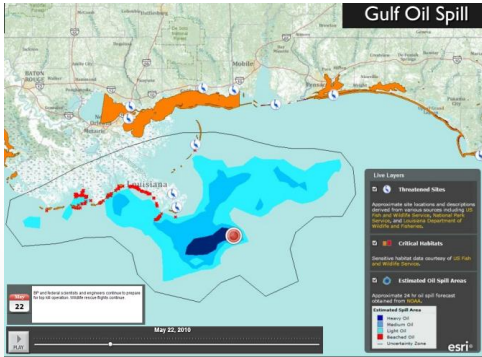 Gulf Oil Spill
BATON
ROUGE
Mobile
Louisiana
Live Layers
Threatened Sites
Approximate site locations and descriptions
derived from various sources including US
Fish and Wildlife Service, National Park
Service, and Louisiana Department of
Wildlife and Fisheries.
Critical Habitats
Sensitive habitat data courtesy of US Fish
and Wildlife Service.
Estimated Oil Spill Areas
Approximate 24 hr oil spill forecast
obtained from NOAA.
Estimated Spill Area
Heavy Oil
Medium Oil
Light Oil
Beached Oil
Uncertainty Zone
May
22
BP and federal scientists and engineers continue to prepare
for top kill operation. Wildlife rescue flights continue
May 22, 2010
PLAY
esri